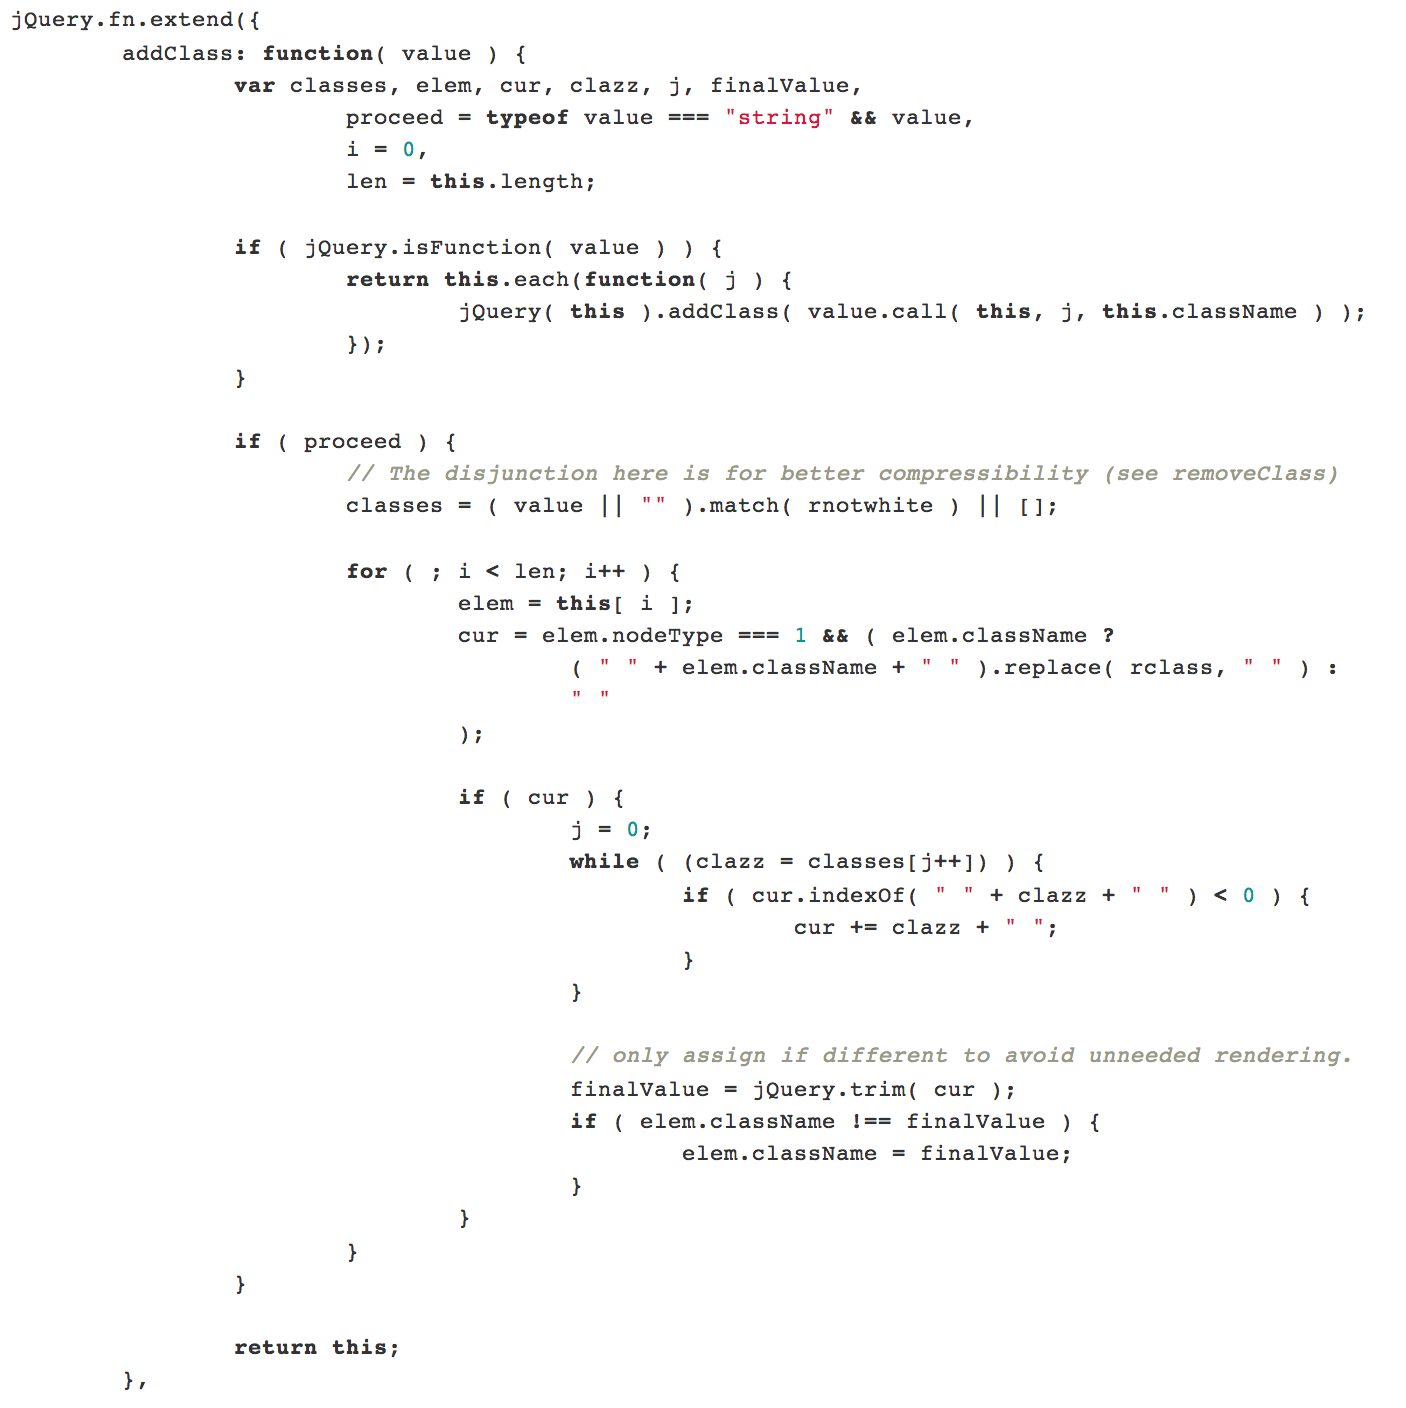 jQuery.fn.extend({
addClass: function( value ) {
var classes, elem, cur, clazz, j, finalValue,
proceed = typeof value === "string" && value,
i = 0,
len = this.length;
if ( jQuery.isFunction( value ) ) {
return this.each(function( j ) {
jQuery( this ).addClass( value.call( this, j, this.className ) );
});
}
if ( proceed ) {
// The disjunction here is for better compressibility (see removeClass)
classes = ( value || "" ).match( rnotwhite ) || [];
for ( ; i < len; i++ ) {
elem = this[ i ];
cur = elem.nodeType === 1 && ( elem.className ?
( " " + elem.className + " " ).replace( rclass, " " ) :
" "
);
if ( cur ) {
j = 0;
while ( (clazz = classes[j++]) ) {
if ( cur.indexOf( " " + clazz + " " ) < 0 ) {
cur += clazz + " ";
}
}
// only assign if different to avoid unneeded rendering.
finalValue = jQuery.trim( cur );
if ( elem.className !== finalValue ) {
elem.className = finalValue;
}
}
}
}
return this;
},